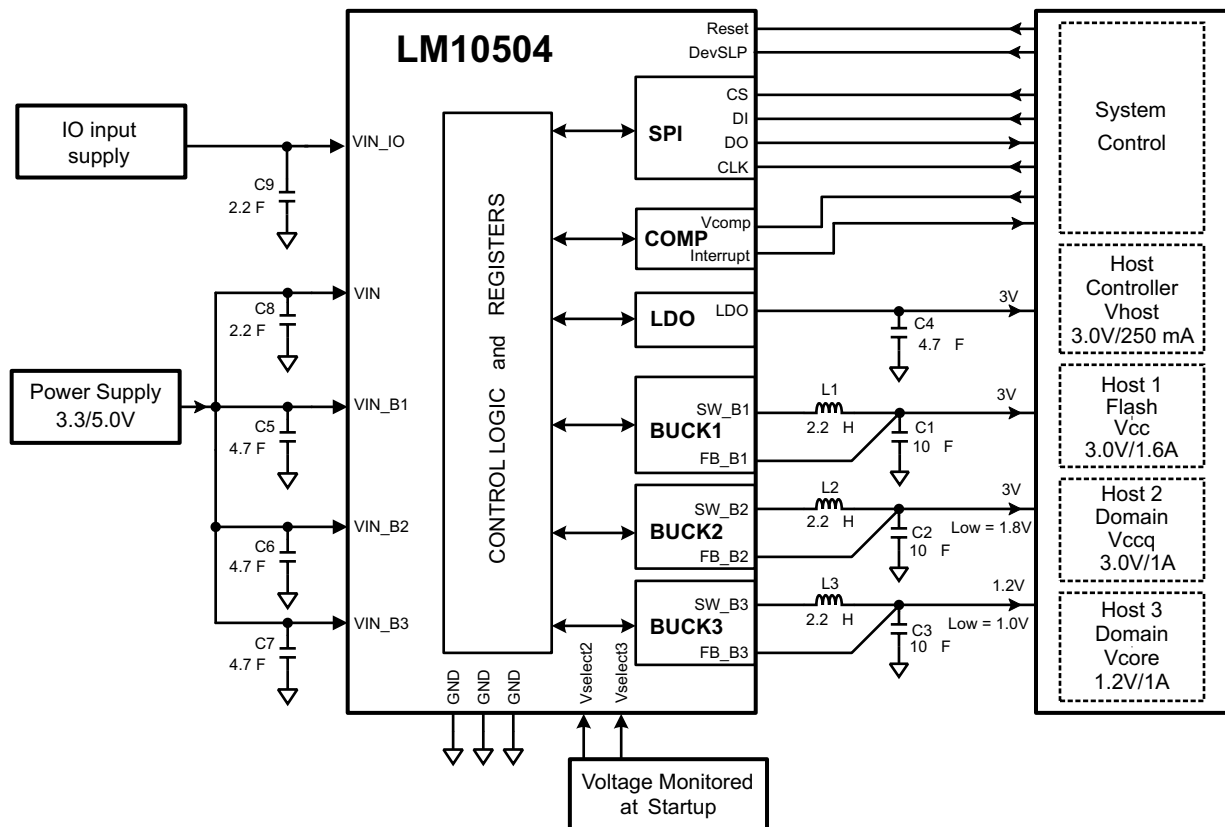 LM10504
IO input
supply
VIN_IO
C9
2.2 F
VIN
C8
2.2 F
Power Supply
3.3/5.0V
VIN_B1
C5
4.7 F
VIN_B2
C6
4.7 F
VIN_B3
C7
4.7 F
CONTROL LOGIC and REGISTERS
GND
GND
GND
Vselect2
Vselect3
Voltage Monitored
at Startup
Reset
DevSLP
SPI
CS
DI
DO
CLK
COMP
Vcomp
Interrupt
LDO
LDO
C4
4.7 F
3V
BUCK1
SW_B1
FB_B1
L1
2.2 H
C1
10 F
3V
BUCK2
SW_B2
FB_B2
L2
2.2 H
C2
10 F
3V
Low = 1.8V
BUCK3
SW_B3
FB_B3
L3
2.2 H
C3
10 F
1.2V
Low = 1.0V
System
Control
Host
Controller
Vhost
3.0V/250 mA
Host 1
Flash
Vcc
3.0V/1.6A
Host 2
Domain
Vccq
3.0V/1A
Host 3
Domain
Vcore
1.2V/1A